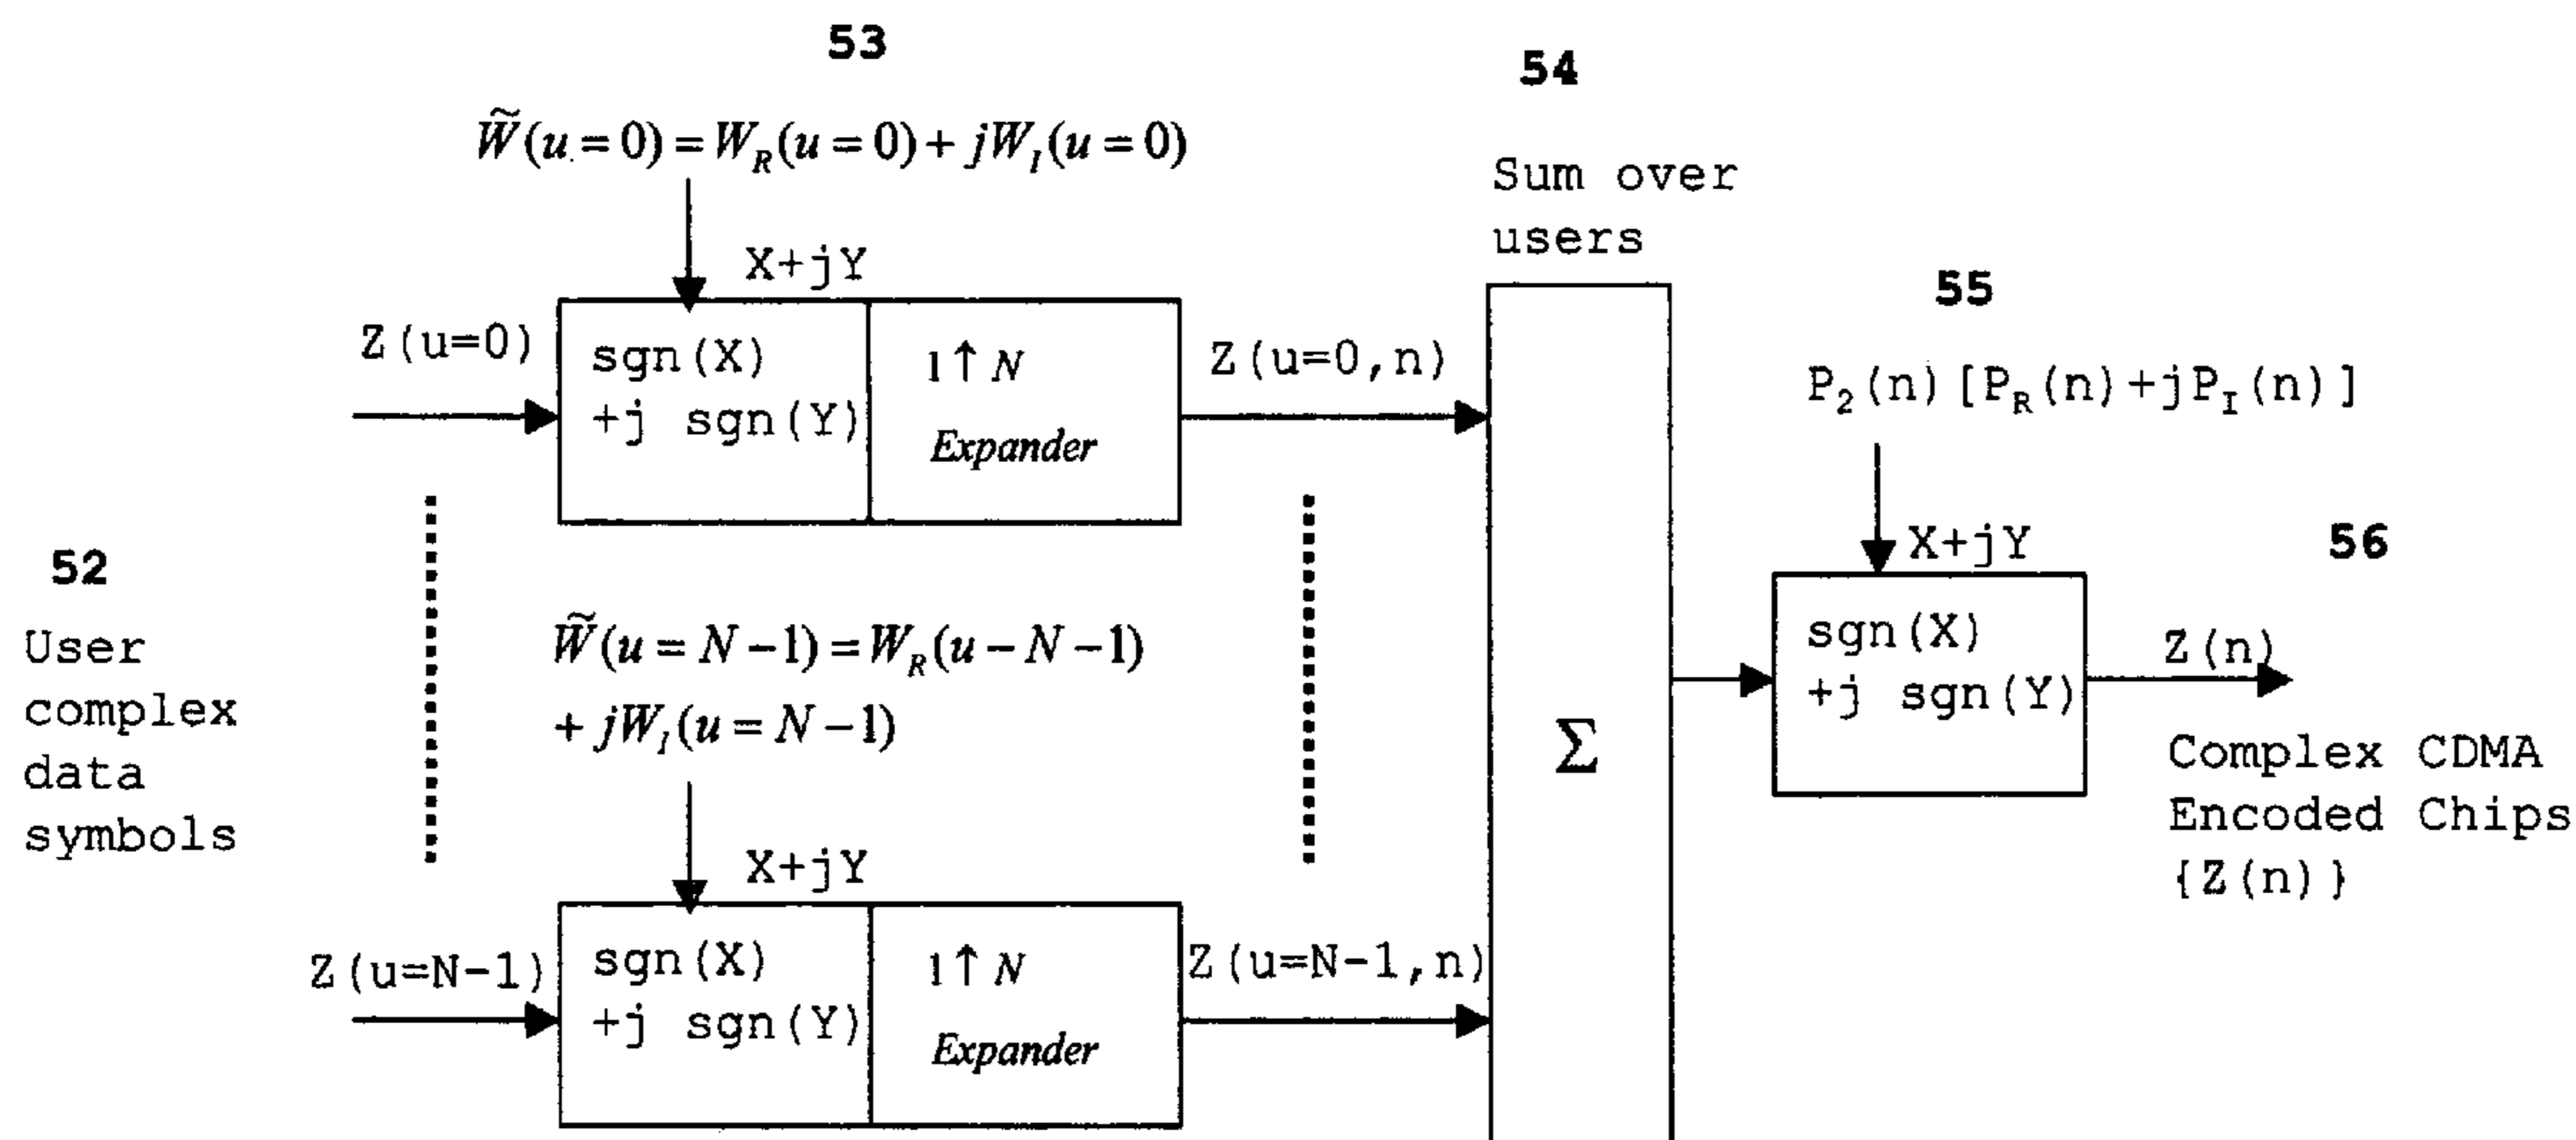 53
W̃(u.=0)=W_R(u=0)+jW_I(u=0)
X+jY
Z(u=0)
sgn(X)
+j sgn(Y)
1↑N
Expander
Z(u=0,n)
54
Sum over
users
Σ
55
P₂(n)[P_R(n)+jP_I(n)]
X+jY
sgn(X)
+j sgn(Y)
56
Z(n)
Complex CDMA
Encoded Chips
{Z(n)}
52
User
complex
data
symbols
W̃(u=N-1)=W_R(u-N-1)
+jW_I(u=N-1)
X+jY
Z(u=N-1)
sgn(X)
+j sgn(Y)
1↑N
Expander
Z(u=N-1,n)